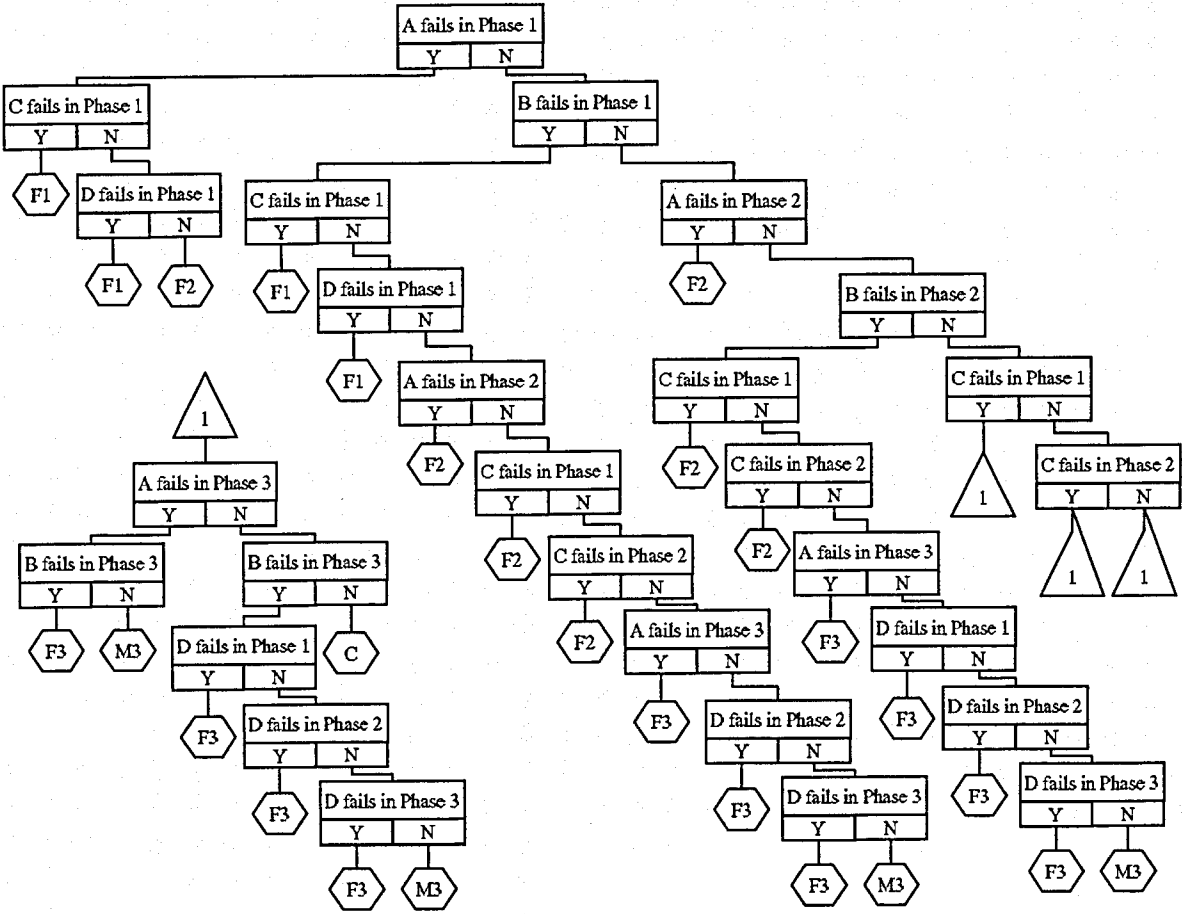 A fails in Phase 1
Y N
C fails in Phase 1
Y N
B fails in Phase 1
Y N
F1
D fails in Phase 1
Y N
F1
F2
C fails in Phase 1
Y N
F1
D fails in Phase 1
Y N
F1
A fails in Phase 2
Y N
F2
C fails in Phase 1
Y N
F2
C fails in Phase 2
Y N
F2
A fails in Phase 3
Y N
F3
D fails in Phase 2
Y N
F3
D fails in Phase 3
Y N
F3
M3
A fails in Phase 2
Y N
F2
B fails in Phase 2
Y N
C fails in Phase 1
Y N
F2
C fails in Phase 2
Y N
F2
A fails in Phase 3
Y N
F3
D fails in Phase 1
Y N
F3
D fails in Phase 2
Y N
F3
D fails in Phase 3
Y N
F3
M3
C fails in Phase 1
Y N
1
C fails in Phase 2
Y N
1
1
1
A fails in Phase 3
Y N
B fails in Phase 3
Y N
F3
M3
B fails in Phase 3
Y N
C
D fails in Phase 1
Y N
F3
D fails in Phase 2
Y N
F3
D fails in Phase 3
Y N
F3
M3